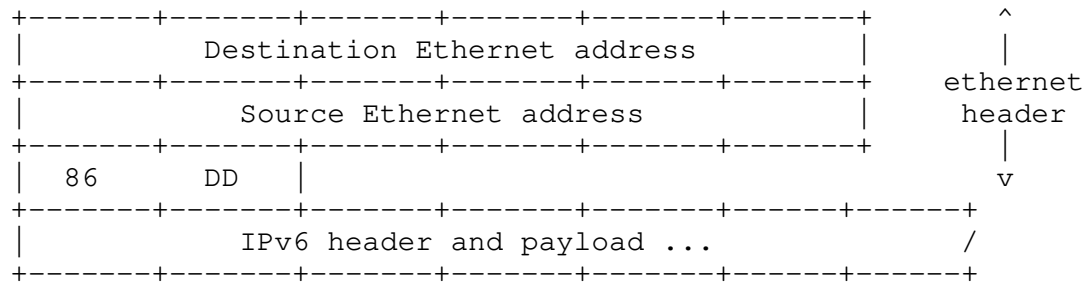 Destination Ethernet address
ethernet
Source Ethernet address
header
86 DD
v
IPv6 header and payload ... /